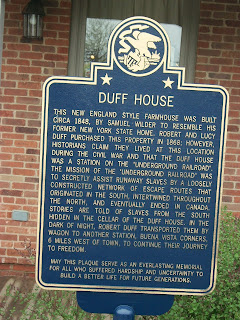 DUFF HOUSE
THIS NEW ENGLAND STYLE FARMHOUSE WAS BUILT
CIRCA 1848, BY SAMUEL WILDER TO RESEMBLE HIS
FORMER NEW YORK STATE HOME. ROBERT AND LUCY
DUFF PURCHASED THIS PROPERTY IN 1868; HOWEVER,
HISTORIANS CLAIM THEY LIVED AT THIS LOCATION
DURING THE CIVIL WAR AND THAT THE DUFF HOUSE
WAS A STATION ON THE "UNDERGROUND RAILROAD".
THE MISSION OF THE "UNDERGROUND RAILROAD" WAS
TO SECRETLY ASSIST RUNAWAY SLAVES BY A LOOSELY
CONSTRUCTED NETWORK OF ESCAPE ROUTES THAT
ORIGINATED IN THE SOUTH, INTERTWINED THROUGHOUT
THE NORTH, AND EVENTUALLY ENDED IN CANADA.
STORIES ARE TOLD OF SLAVES FROM THE SOUTH
HIDDEN IN THE CELLAR OF THE DUFF HOUSE. IN THE
DARK OF NIGHT, ROBERT DUFF TRANSPORTED THEM BY
WAGON TO ANOTHER STATION, BUENA VISTA CORNERS,
6 MILES WEST OF TOWN, TO CONTINUE THEIR JOURNEY
TO FREEDOM.
MAY THIS PLAQUE SERVE AS AN EVERLASTING MEMORIAL
FOR ALL WHO SUFFERED HARDSHIP AND UNCERTAINTY TO
BUILD A BETTER LIFE FOR FUTURE GENERATIONS.